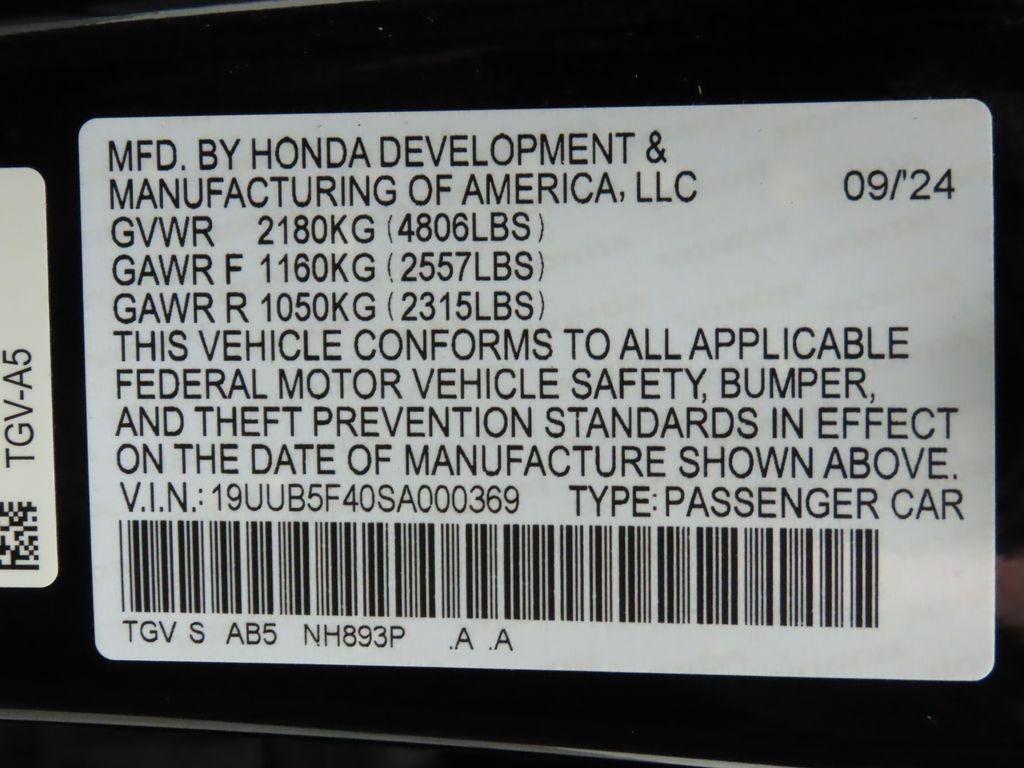 MFD. BY HONDA DEVELOPMENT &
MANUFACTURING OF AMERICA, LLC 09/'24
GVWR 2180KG (4806LBS)
GAWR F 1160KG (2557LBS)
GAWR R 1050KG (2315LBS)
THIS VEHICLE CONFORMS TO ALL APPLICABLE
FEDERAL MOTOR VEHICLE SAFETY, BUMPER,
AND THEFT PREVENTION STANDARDS IN EFFECT
ON THE DATE OF MANUFACTURE SHOWN ABOVE.
V.I.N.: 19UUB5F40SA000369 TYPE: PASSENGER CAR
TGV S AB5 NH893P .A .A
TGV-A5